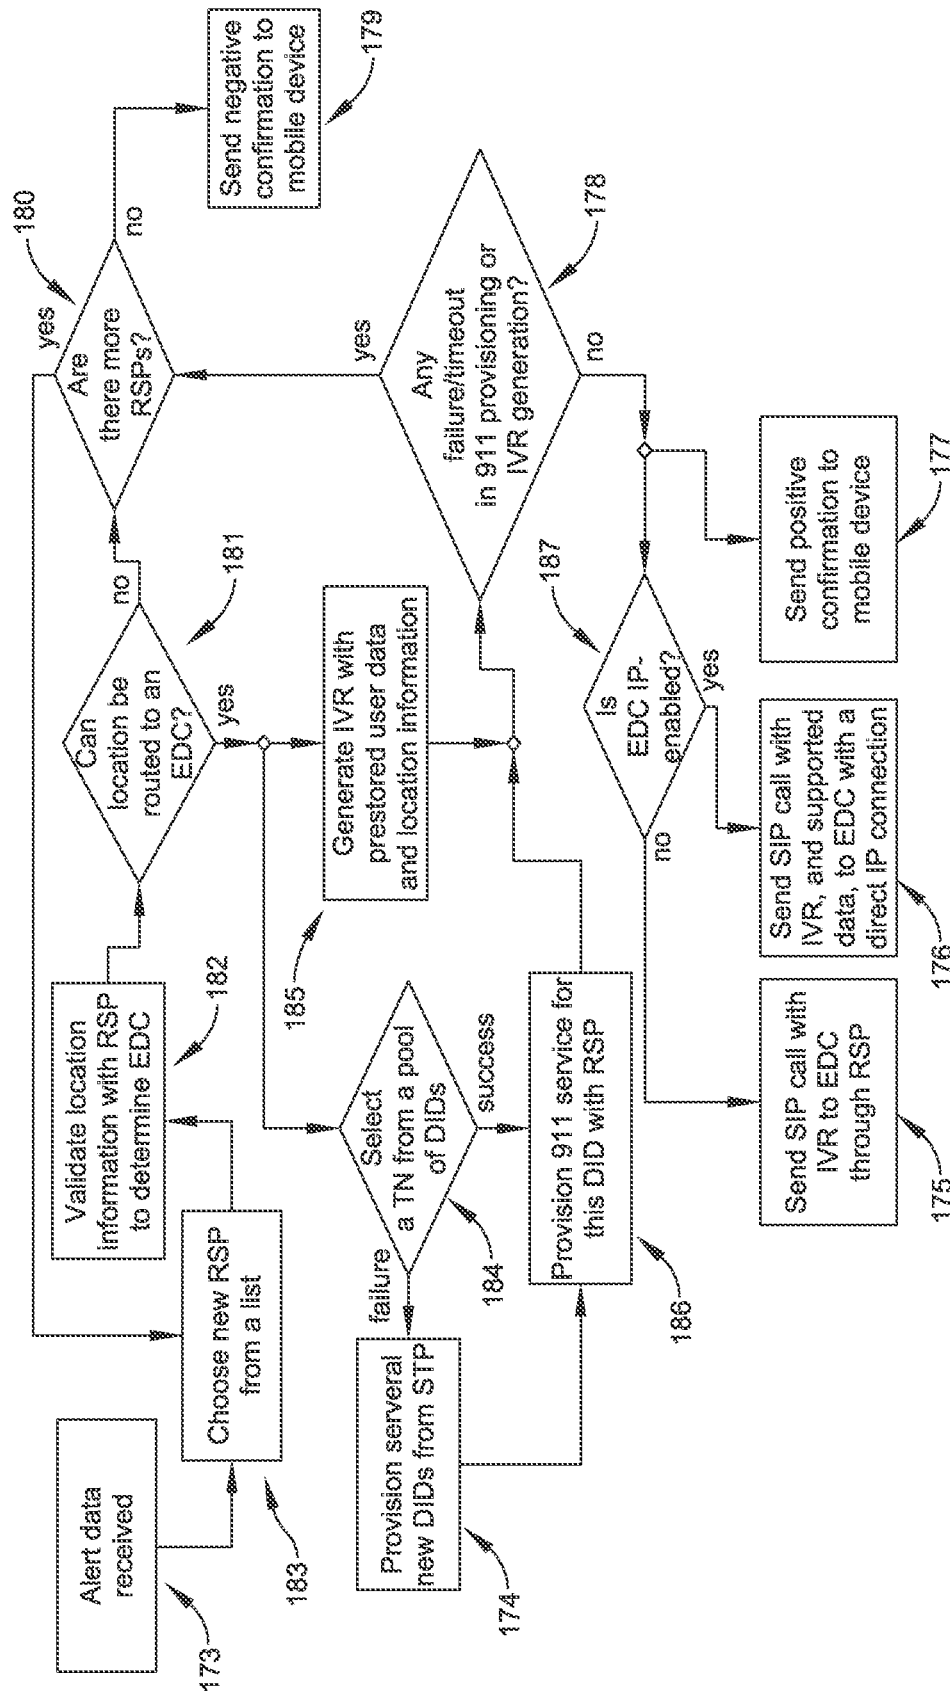 Alert data
received
173
Choose new RSP
from a list
183
Validate location
information with RSP
to determine EDC
182
Can
location be
routed to an
EDC?
181
no
yes
Are
there more
RSPs?
180
yes
no
Send negative
confirmation to
mobile device
179
Provision serveral
new DIDs from STP
174
failure
Select
a TN from a pool
of DIDs
184
success
Generate IVR with
prestored user data
and location information
185
Provision 911 service for
this DID with RSP
186
Any
failure/timeout
in 911 provisioning or
IVR generation?
178
yes
no
Is
EDC IP-
enabled?
187
no
yes
Send SIP call with
IVR to EDC
through RSP
175
Send SIP call with
IVR, and supported
data, to EDC with a
direct IP connection
176
Send positive
confirmation to
mobile device
177